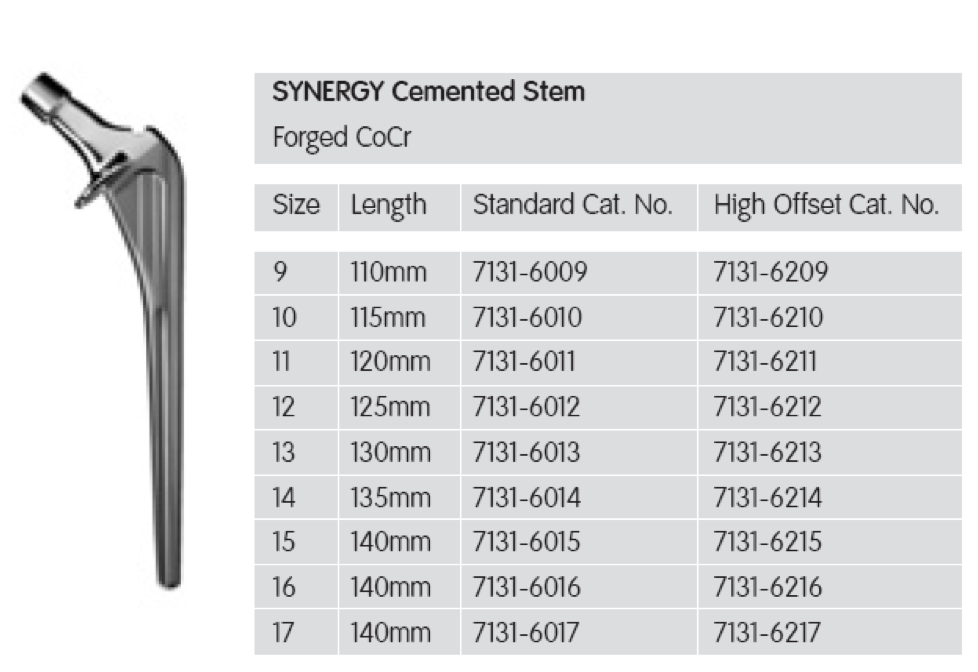 SYNERGY Cemented Stem
Forged CoCr
Size Length Standard Cat. No. High Offset Cat. No.
9 110mm 7131-6009 7131-6209
10 115mm 7131-6010 7131-6210
11 120mm 7131-6011 7131-6211
12 125mm 7131-6012 7131-6212
13 130mm 7131-6013 7131-6213
14 135mm 7131-6014 7131-6214
15 140mm 7131-6015 7131-6215
16 140mm 7131-6016 7131-6216
17 140mm 7131-6017 7131-6217